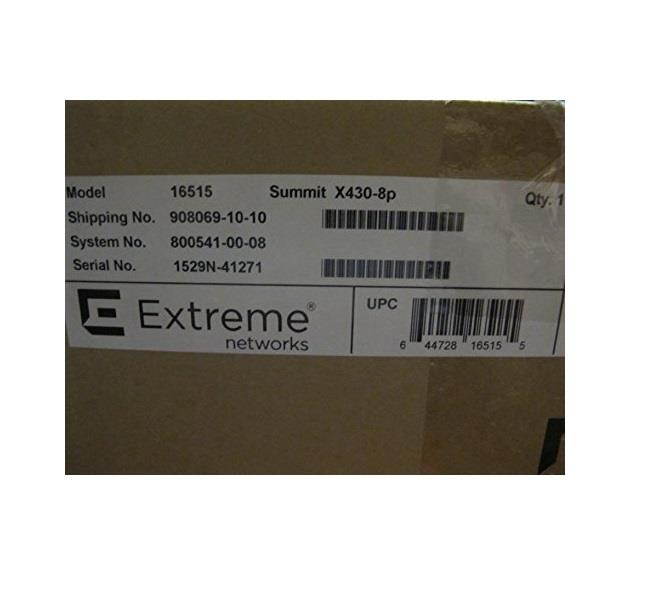 Model 16515 Summit X430-8p Qty: 1
Shipping No. 908069-10-10
System No. 800541-00-08
Serial No. 1529N-41271
Extreme® networks
UPC
6 44728 16515 5